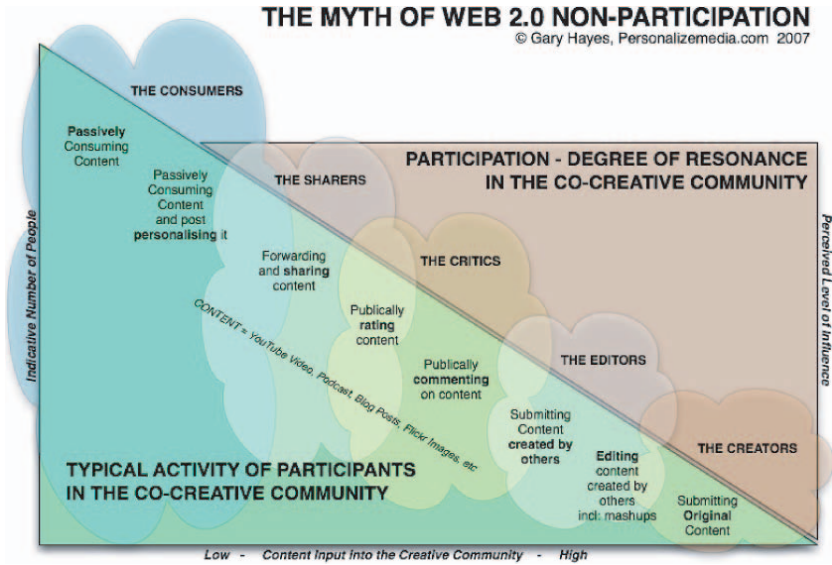 THE MYTH OF WEB 2.0 NON-PARTICIPATION
© Gary Hayes, Personalizemedia.com 2007
THE CONSUMERS
Passively
Consuming
Content
Passively
Consuming
Content
and post
personalising it
THE SHARERS
PARTICIPATION - DEGREE OF RESONANCE
IN THE CO-CREATIVE COMMUNITY
Forwarding
and sharing
content
THE CRITICS
Publically
rating
content
Publically
commenting
on content
CONTENT = YouTube Video, Podcast, Blog Posts, Flickr Images, etc
THE EDITORS
Submitting
Content
created by
others
Editing
content
created by
others
incl: mashups
THE CREATORS
Submitting
Original
Content
TYPICAL ACTIVITY OF PARTICIPANTS
IN THE CO-CREATIVE COMMUNITY
Indicative Number of People
Perceived Level of Influence
Low - Content Input into the Creative Community - High